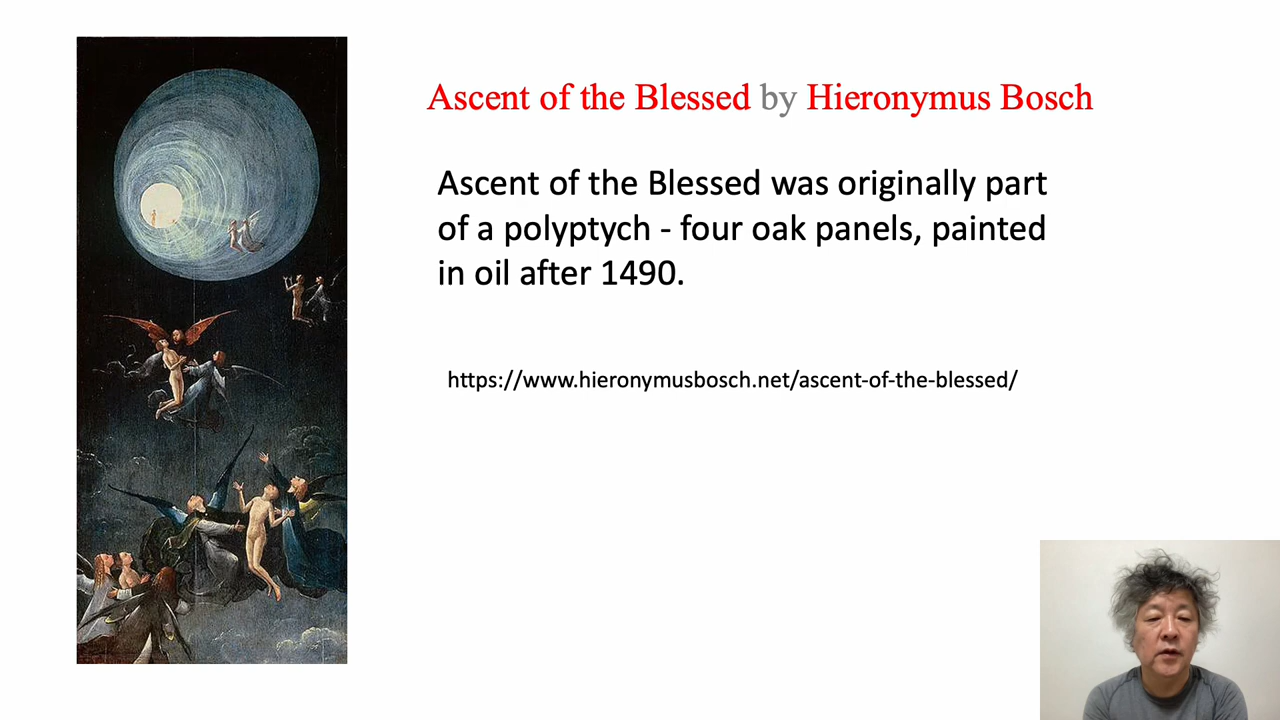 Ascent of the Blessed by Hieronymus Bosch
Ascent of the Blessed was originally part
of a polyptych - four oak panels, painted
in oil after 1490.
https://www.hieronymusbosch.net/ascent-of-the-blessed/